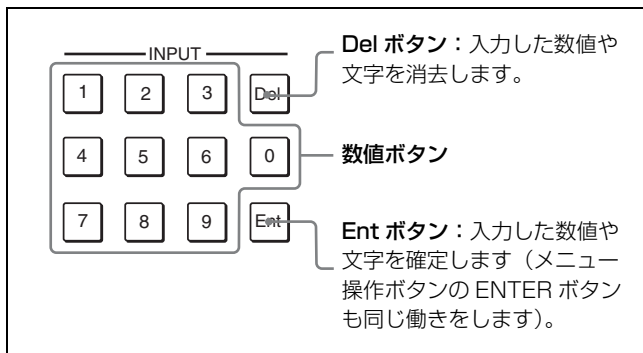 INPUT
1 2 3 Del
4 5 6 0
7 8 9 Ent
Del ボタン：入力した数値や
文字を消去します。
数値ボタン
Ent ボタン：入力した数値や
文字を確定します（メニュー
操作ボタンの ENTER ボタン
も同じ働きをします）。